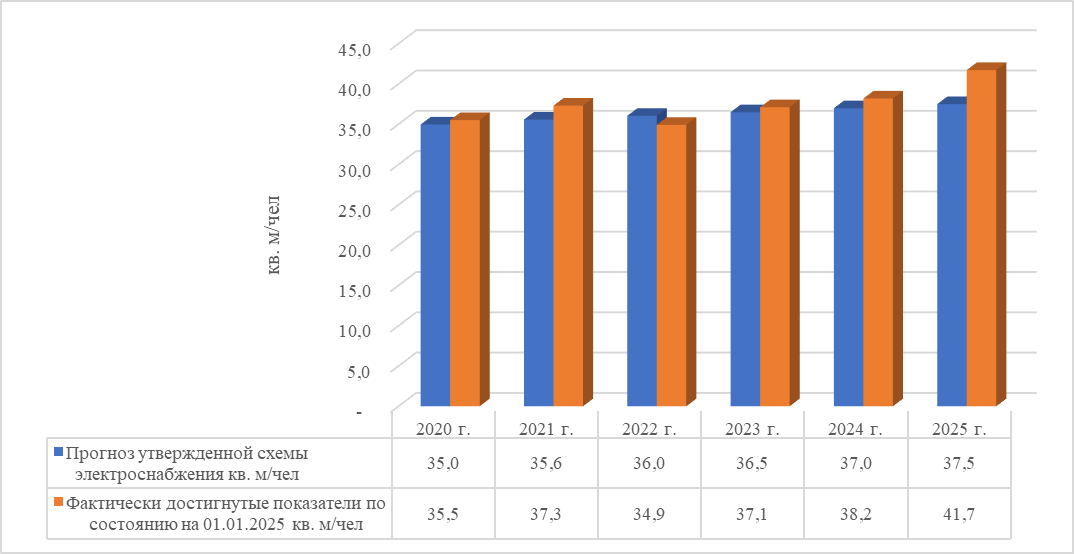 45,0
40,0
35,0
30,0
25,0
20,0
15,0
10,0
5,0
-
кв. м/чел
2020 г. 2021 г. 2022 г. 2023 г. 2024 г. 2025 г.
Прогноз утвержденной схемы
электроснабжения кв. м/чел
35,0 35,6 36,0 36,5 37,0 37,5
Фактически достигнутые показатели по
состоянию на 01.01.2025 кв. м/чел
35,5 37,3 34,9 37,1 38,2 41,7